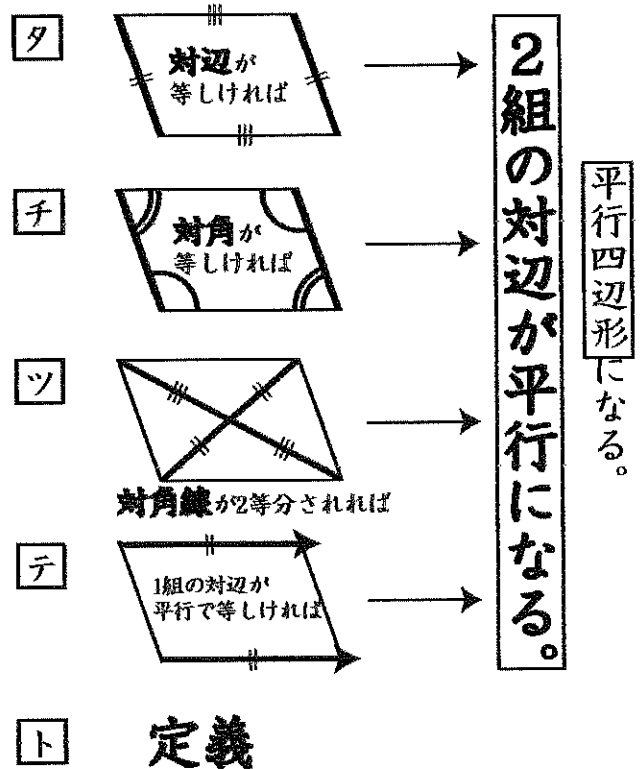 タ
対辺が
等しければ
チ
対角が
等しければ
ツ
対角線が2等分されれば
テ
1組の対辺が
平行で等しければ
ト
定義
2組の対辺が平行になる。
平行四辺形になる。